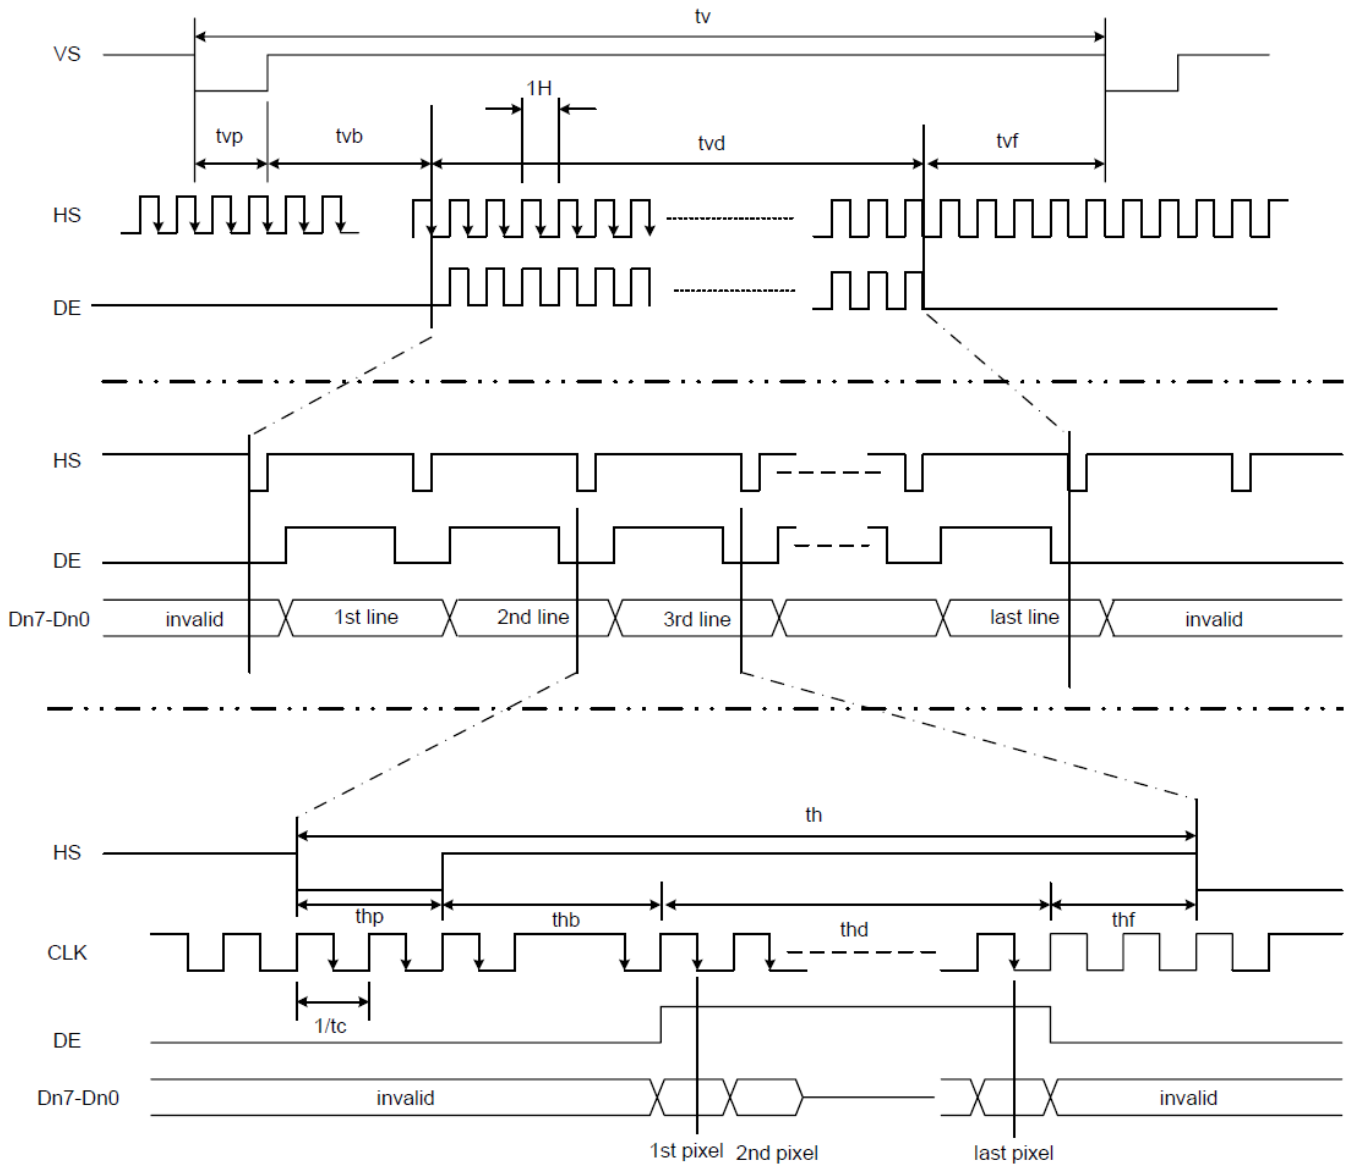 tv
VS
1H
tvp
tvb
tvd
tvf
HS
DE
HS
DE
Dn7-Dn0
invalid
1st line
2nd line
3rd line
last line
invalid
th
HS
thp
thb
thd
thf
CLK
1/tc
DE
Dn7-Dn0
invalid
invalid
1st pixel
2nd pixel
last pixel